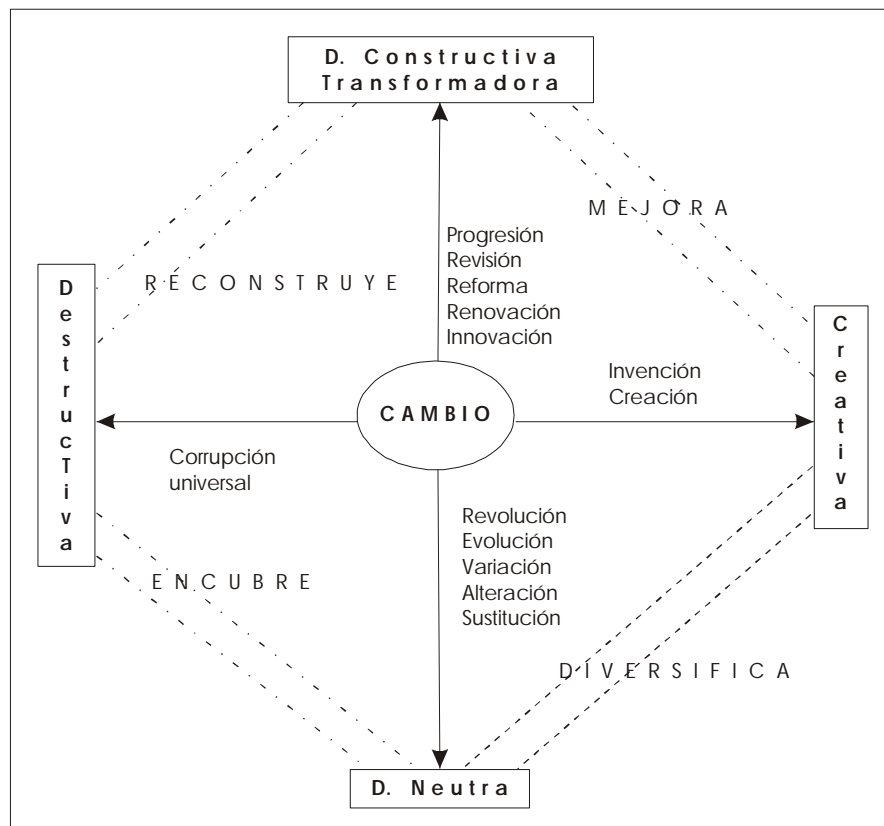 D. Constructiva
Transformadora
MEJORA
Progresión
Revisión
Reforma
Renovación
Innovación
RECONSTRUYE
DestrucTiva
Creativa
Invención
Creación
CAMBIO
Corrupción
universal
Revolución
Evolución
Variación
Alteración
Sustitución
ENCUBRE
DIVERSIFICA
D. Neutra